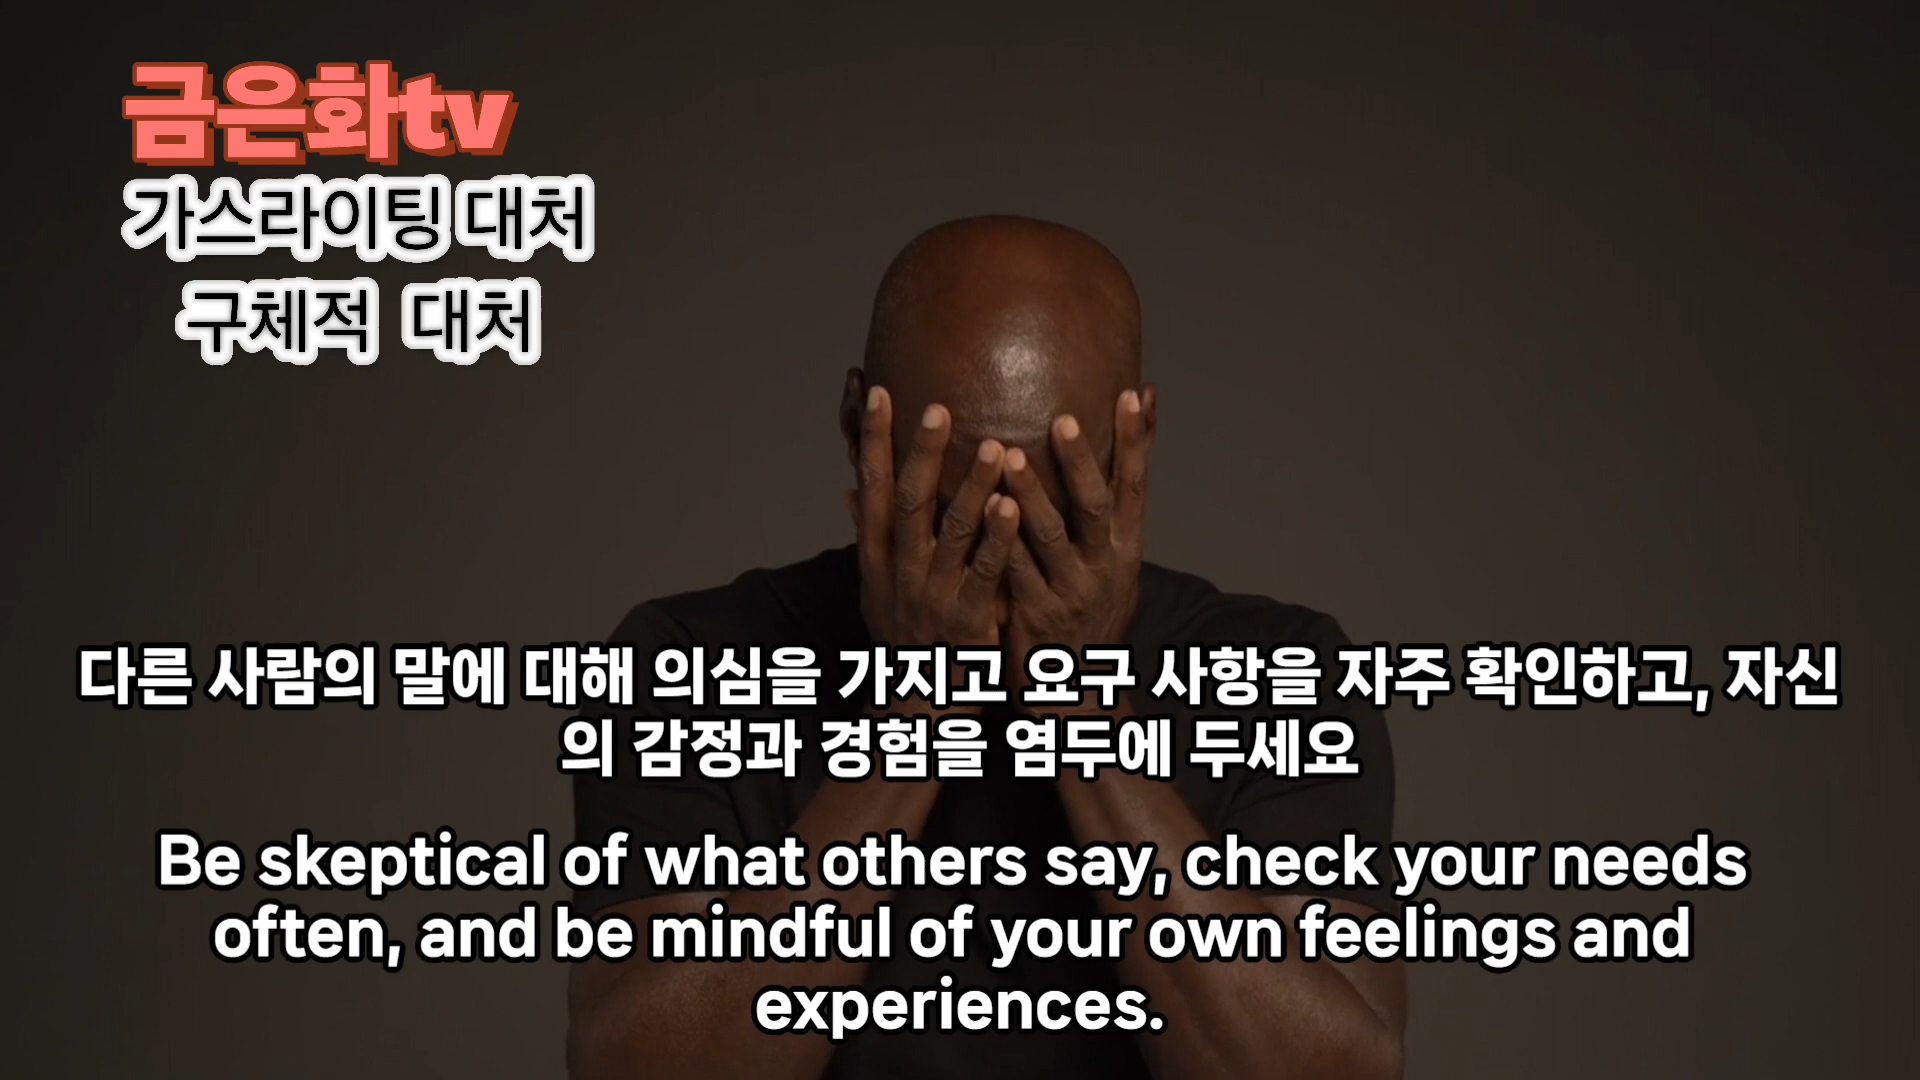 금은화tv
가스라이팅 대처
구체적 대처
다른 사람의 말에 대해 의심을 가지고 요구 사항을 자주 확인하고, 자신
의 감정과 경험을 염두에 두세요
Be skeptical of what others say, check your needs
often, and be mindful of your own feelings and
experiences.